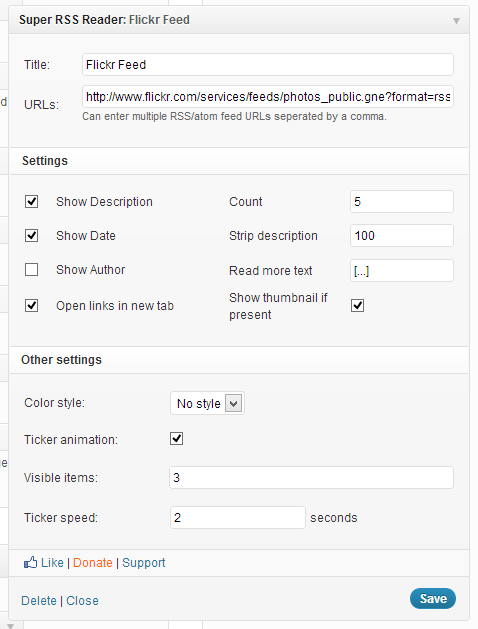 Super RSS Reader: Flickr Feed
Title: Flickr Feed
URLs: http://www.flickr.com/services/feeds/photos_public.gne?format=rss
Can enter multiple RSS/atom feed URLs seperated by a comma.
Settings
Show Description Count 5
Show Date Strip description 100
Show Author Read more text [...]
Open links in new tab Show thumbnail if
present
Other settings
Color style: No style
Ticker animation:
Visible items: 3
Ticker speed: 2 seconds
Like | Donate | Support
Delete | Close Save